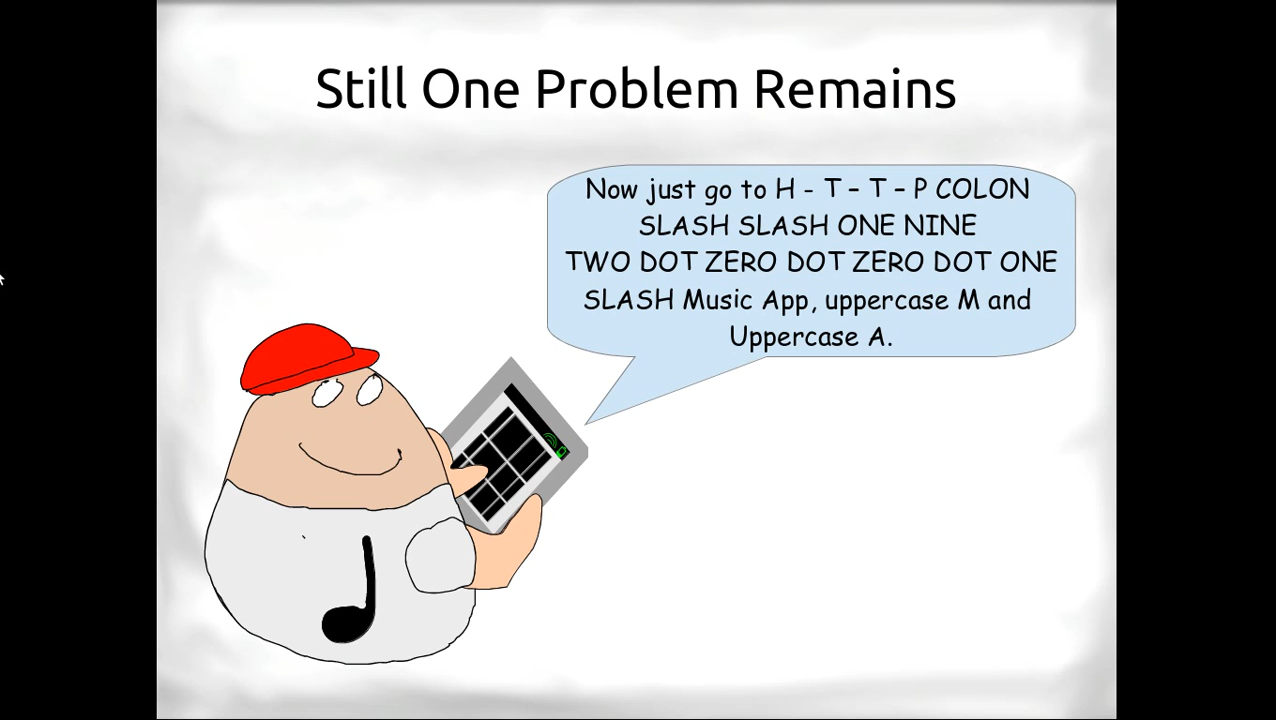 Still One Problem Remains
Now just go to H - T – T – P COLON
SLASH SLASH ONE NINE
TWO DOT ZERO DOT ZERO DOT ONE
SLASH Music App, uppercase M and
Uppercase A.